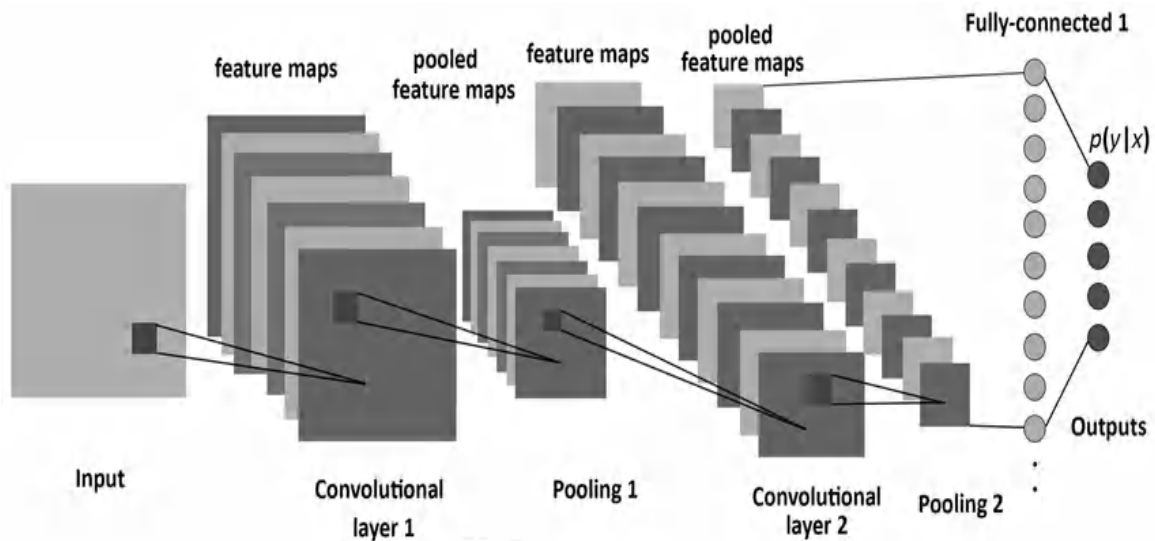 Fully-connected 1
feature maps
pooled
feature maps
feature maps
pooled
feature maps
p(y|x)
Input
Convolutional
layer 1
Pooling 1
Convolutional
layer 2
Pooling 2
Outputs